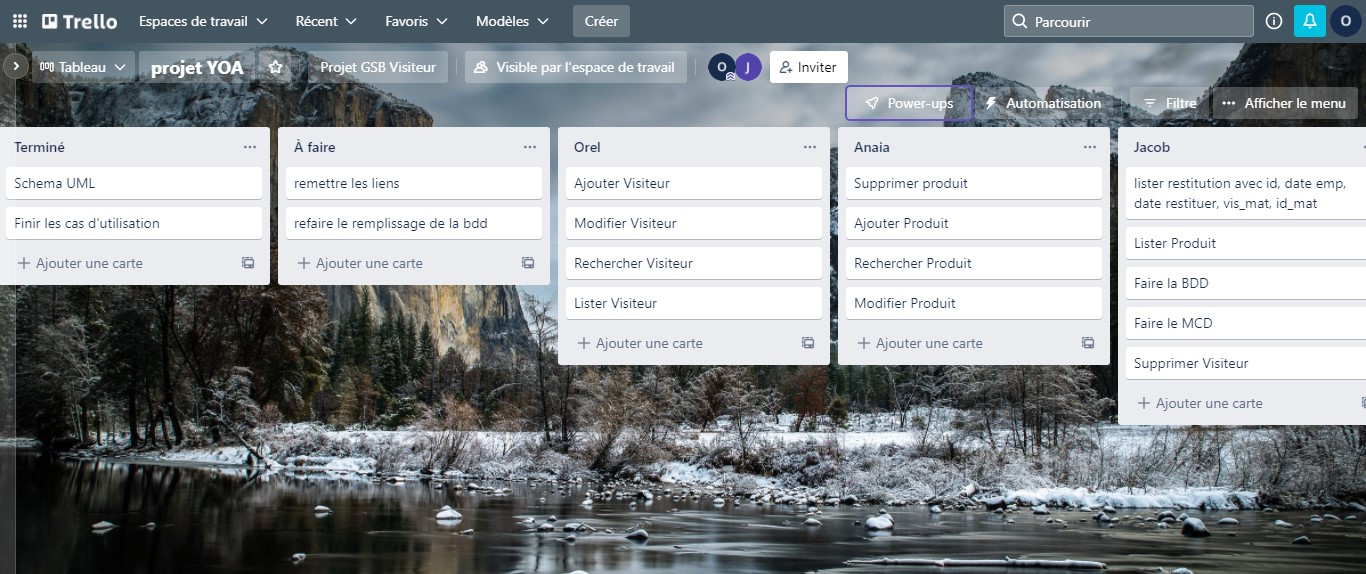 Trello
Espaces de travail
Récent
Favoris
Modèles
Créer
Parcourir
O
Tableau
projet YOA
Projet GSB Visiteur
Visible par l'espace de travail
O
J
Inviter
Power-ups
Automatisation
Filtre
Afficher le menu
Terminé
Schema UML
Finir les cas d'utilisation
Ajouter une carte
À faire
remettre les liens
refaire le remplissage de la bdd
Ajouter une carte
Orel
Ajouter Visiteur
Modifier Visiteur
Rechercher Visiteur
Lister Visiteur
Ajouter une carte
Anaia
Supprimer produit
Ajouter Produit
Rechercher Produit
Modifier Produit
Ajouter une carte
Jacob
lister restitution avec id, date emp,
date restituer, vis_mat, id_mat
Lister Produit
Faire la BDD
Faire le MCD
Supprimer Visiteur
Ajouter une carte